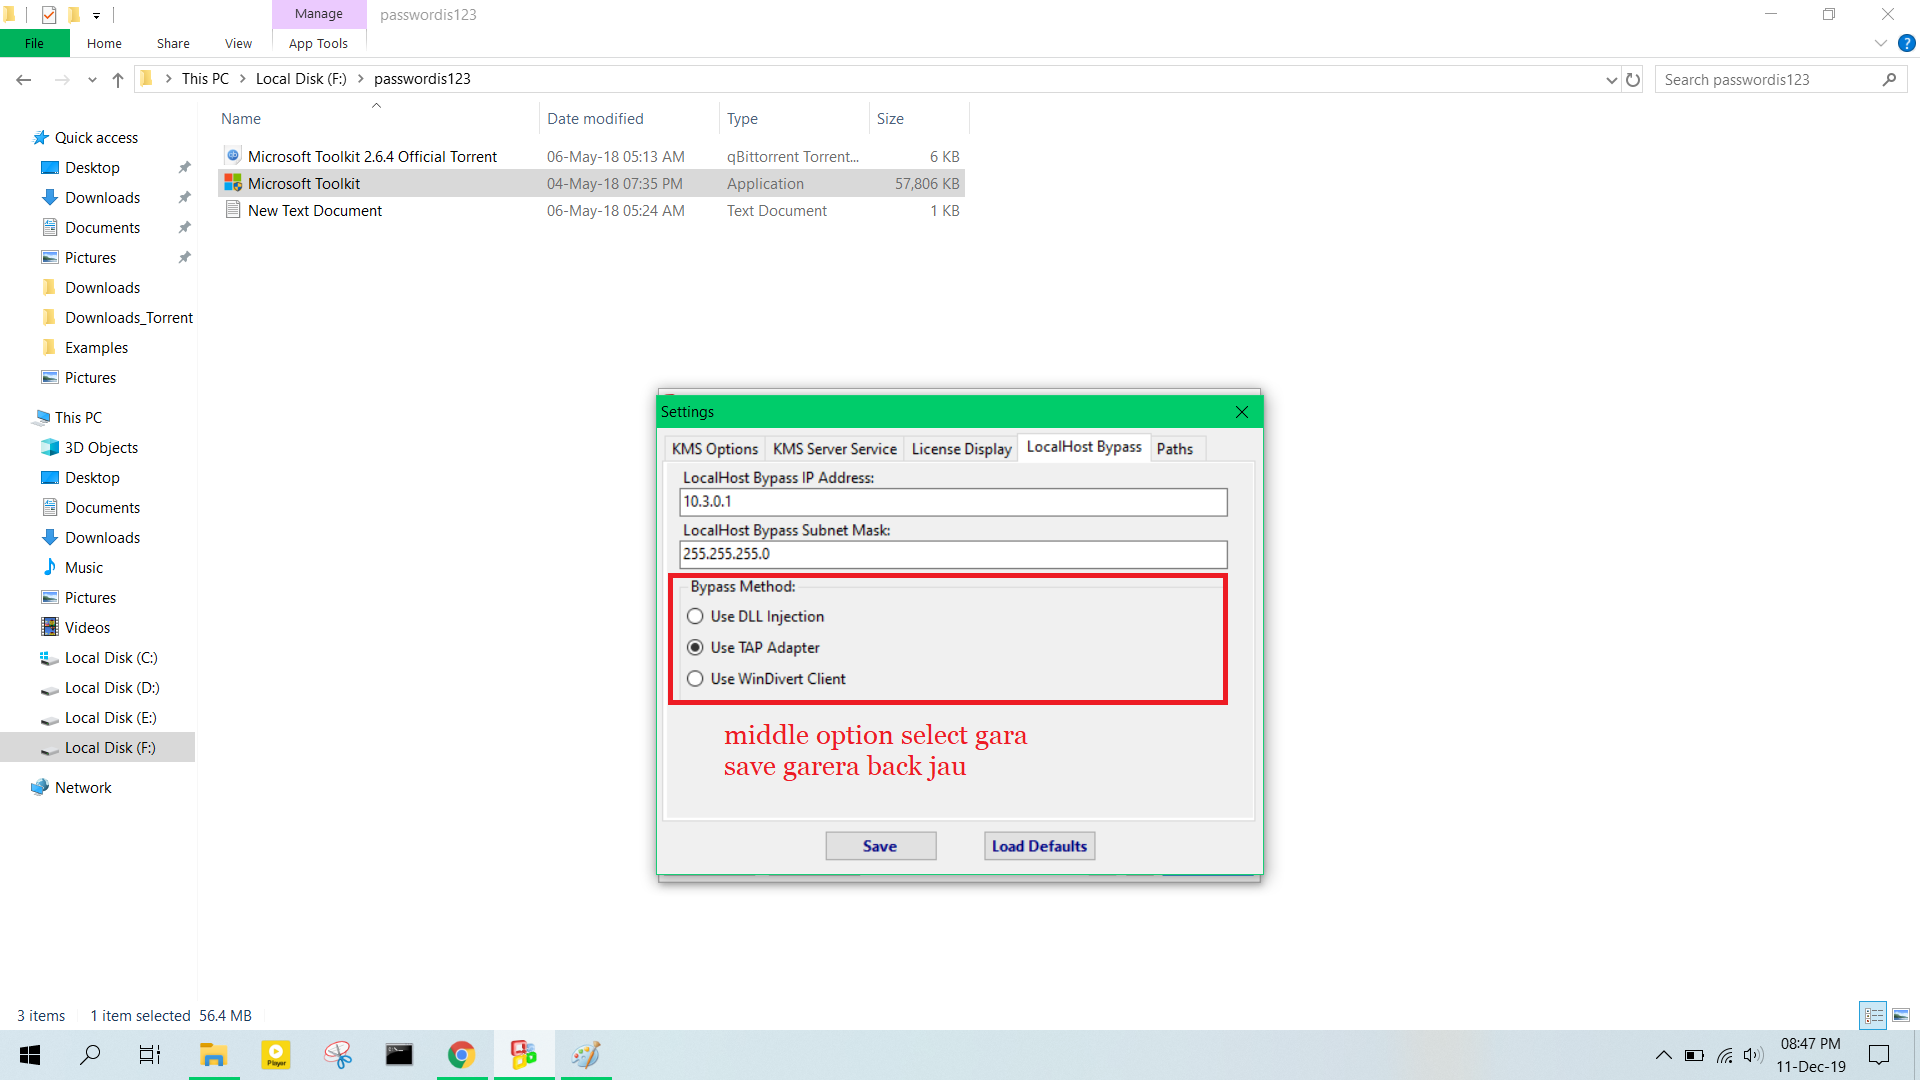 Manage
passwordis123
File
Home
Share
View
App Tools
This PC
Local Disk (F:)
passwordis123
Search passwordis123
Name
Date modified
Type
Size
Microsoft Toolkit 2.6.4 Official Torrent
06-May-18 05:13 AM
qBittorrent Torrent...
6 KB
Microsoft Toolkit
04-May-18 07:35 PM
Application
57,806 KB
New Text Document
06-May-18 05:24 AM
Text Document
1 KB
Quick access
Desktop
Downloads
Documents
Pictures
Downloads
Downloads_Torrent
Examples
Pictures
This PC
3D Objects
Desktop
Documents
Downloads
Music
Pictures
Videos
Local Disk (C:)
Local Disk (D:)
Local Disk (E:)
Local Disk (F:)
Network
Settings
KMS Options
KMS Server Service
License Display
LocalHost Bypass
Paths
LocalHost Bypass IP Address:
10.3.0.1
LocalHost Bypass Subnet Mask:
255.255.255.0
Bypass Method:
Use DLL Injection
Use TAP Adapter
Use WinDivert Client
middle option select gara
save garera back jau
Save
Load Defaults
3 items
1 item selected 56.4 MB
Player
08:47 PM
11-Dec-19